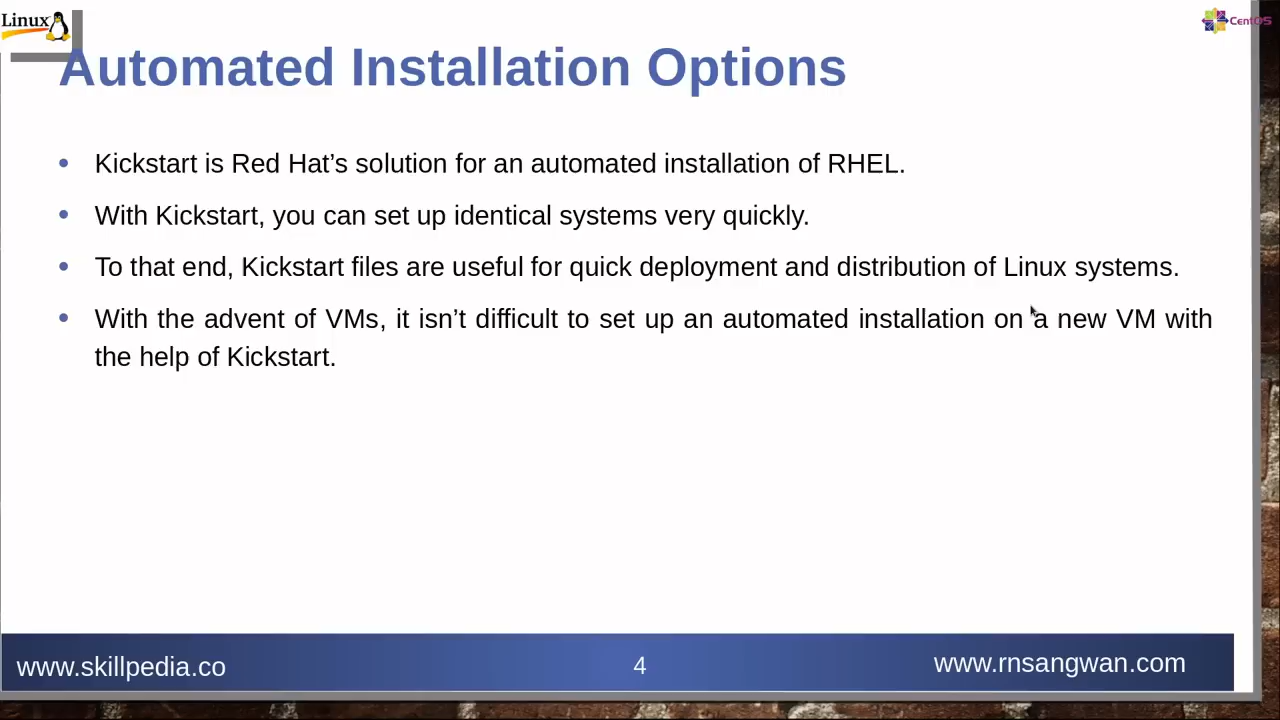 Linux
CentOS
Automated Installation Options
• Kickstart is Red Hat’s solution for an automated installation of RHEL.
• With Kickstart, you can set up identical systems very quickly.
• To that end, Kickstart files are useful for quick deployment and distribution of Linux systems.
• With the advent of VMs, it isn’t difficult to set up an automated installation on a new VM with
the help of Kickstart.
www.skillpedia.co
4
www.rnsangwan.com